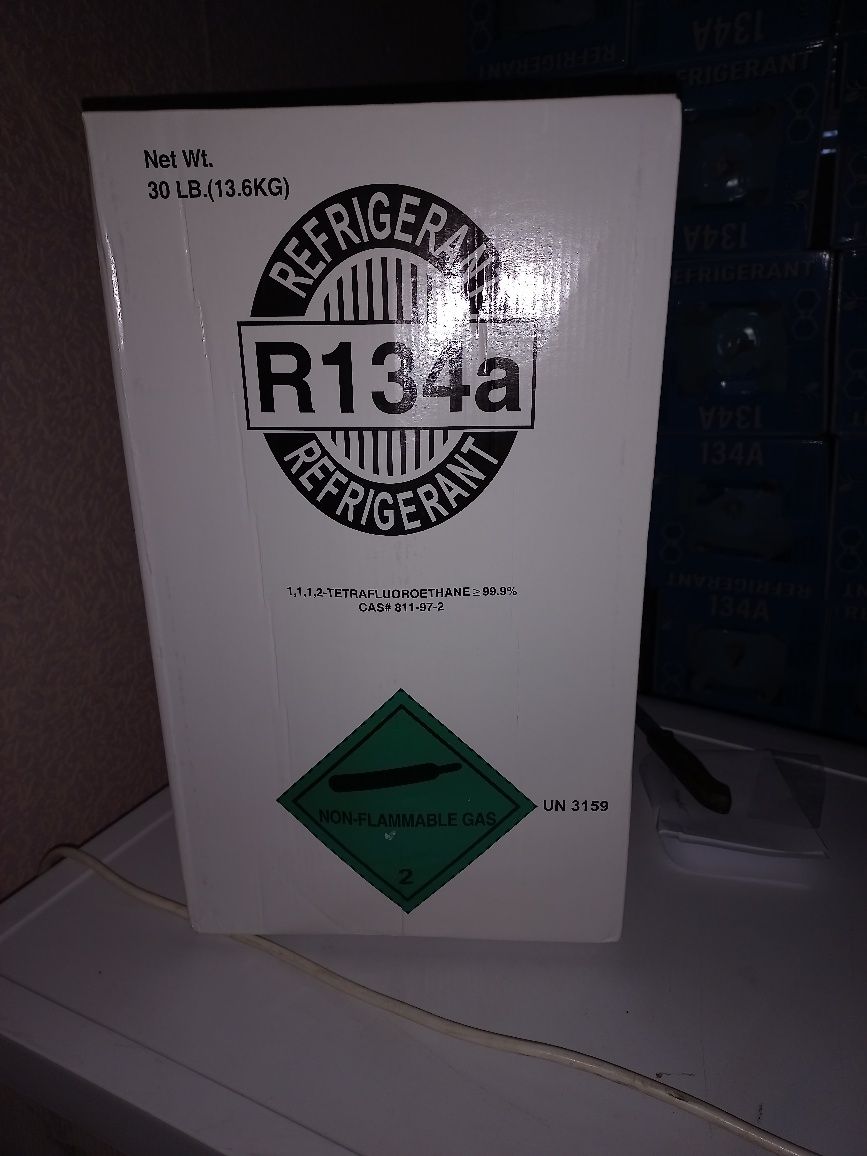 Net Wt.
30 LB.(13.6KG)
REFRIGERANT
R134a
REFRIGERANT
1,1,1,2-TETRAFLUOROETHANE≥99.9%
CAS# 811-97-2
NON-FLAMMABLE GAS
2
UN 3159
REFRIGERANT
134A
REFRIGERANT
134A
REFRIGERANT
134A
134A
REFRIGERANT
134A